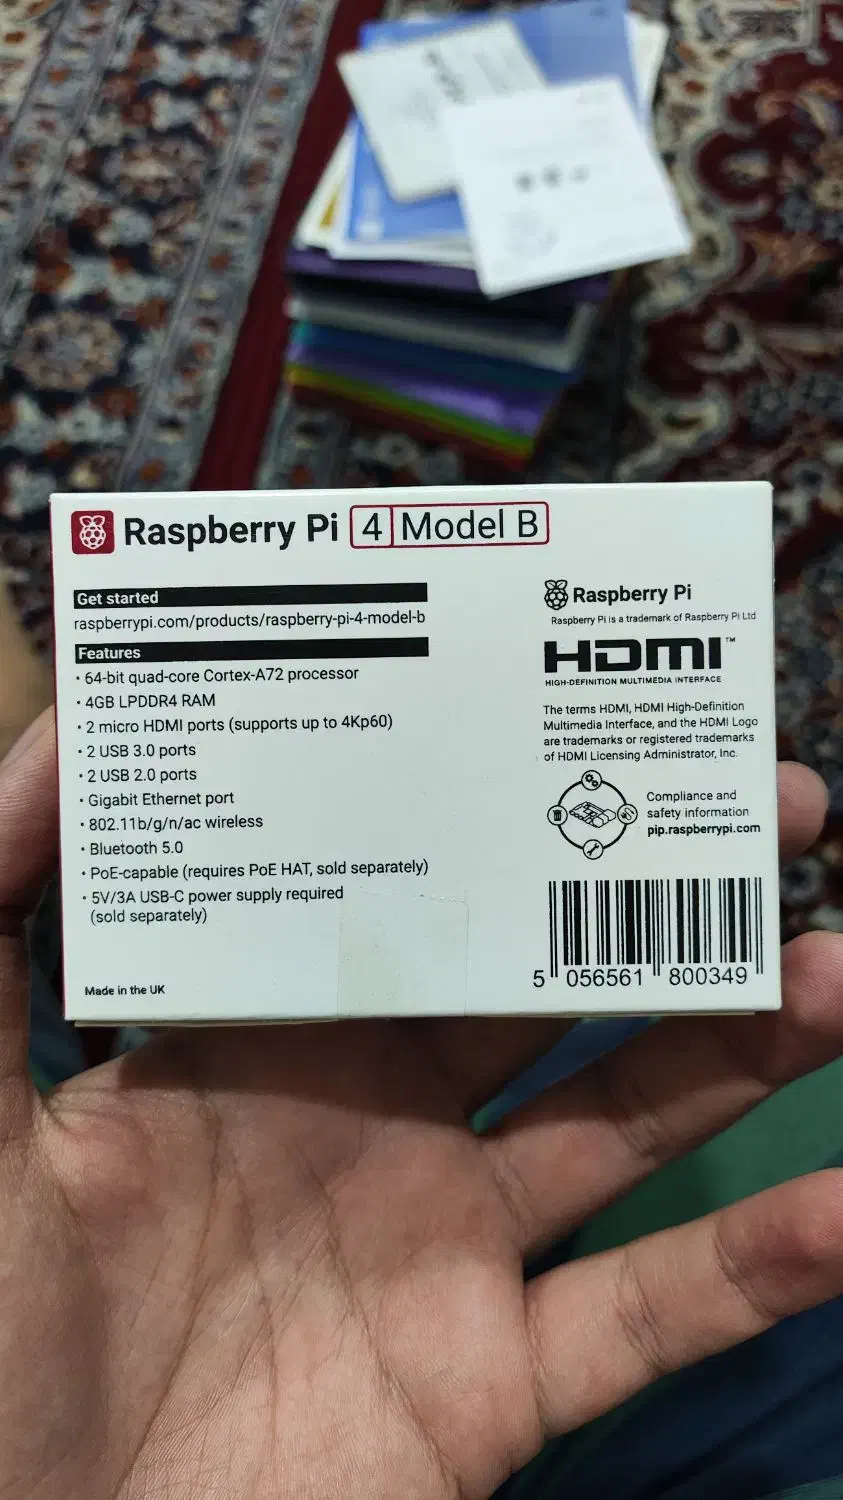 Raspberry Pi 4 Model B
Get started
raspberrypi.com/products/raspberry-pi-4-model-b
Features
· 64-bit quad-core Cortex-A72 processor
· 4GB LPDDR4 RAM
· 2 micro HDMI ports (supports up to 4Kp60)
· 2 USB 3.0 ports
· 2 USB 2.0 ports
· Gigabit Ethernet port
· 802.11b/g/n/ac wireless
· Bluetooth 5.0
· PoE-capable (requires PoE HAT, sold separately)
· 5V/3A USB-C power supply required
(sold separately)
Made in the UK
Raspberry Pi
Raspberry Pi is a trademark of Raspberry Pi Ltd
HDMI™
HIGH-DEFINITION MULTIMEDIA INTERFACE
The terms HDMI, HDMI High-Definition
Multimedia Interface, and the HDMI Logo
are trademarks or registered trademarks
of HDMI Licensing Administrator, Inc.
Compliance and
safety information
pip.raspberrypi.com
5 056561 800349